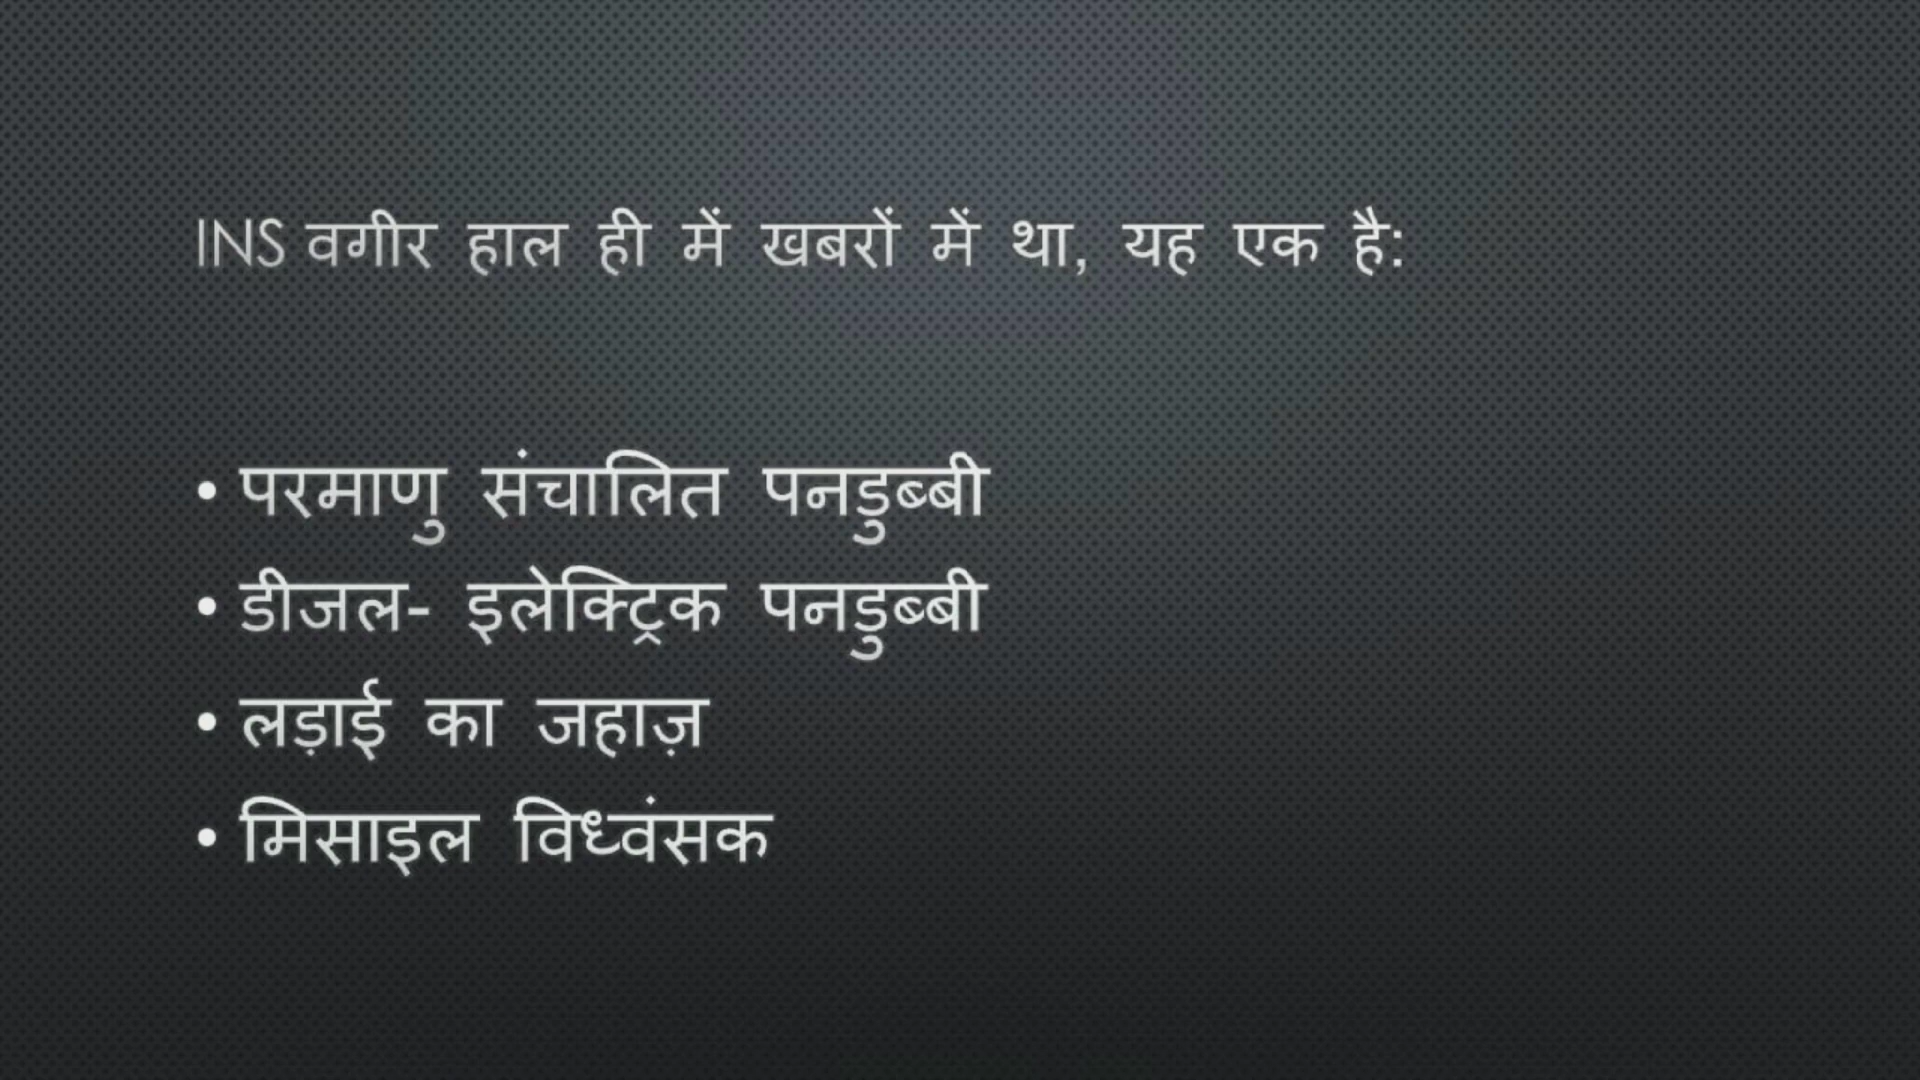 INS वगीर हाल ही में खबरों में था, यह एक है:
• परमाणु संचालित पनडुब्बी
• डीजल- इलेक्ट्रिक पनडुब्बी
• लड़ाई का जहाज़
• मिसाइल विध्वंसक